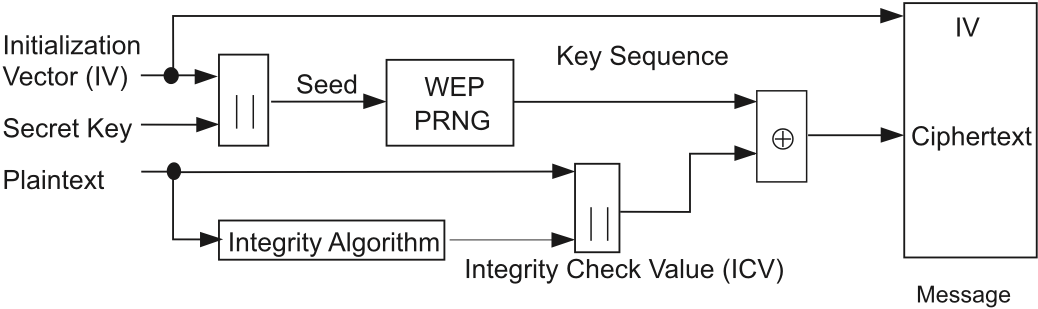 Initialization
Vector (IV)
Secret Key
Plaintext
||
Seed
WEP
PRNG
Key Sequence
Integrity Algorithm
||
Integrity Check Value (ICV)
⊕
IV
Ciphertext
Message